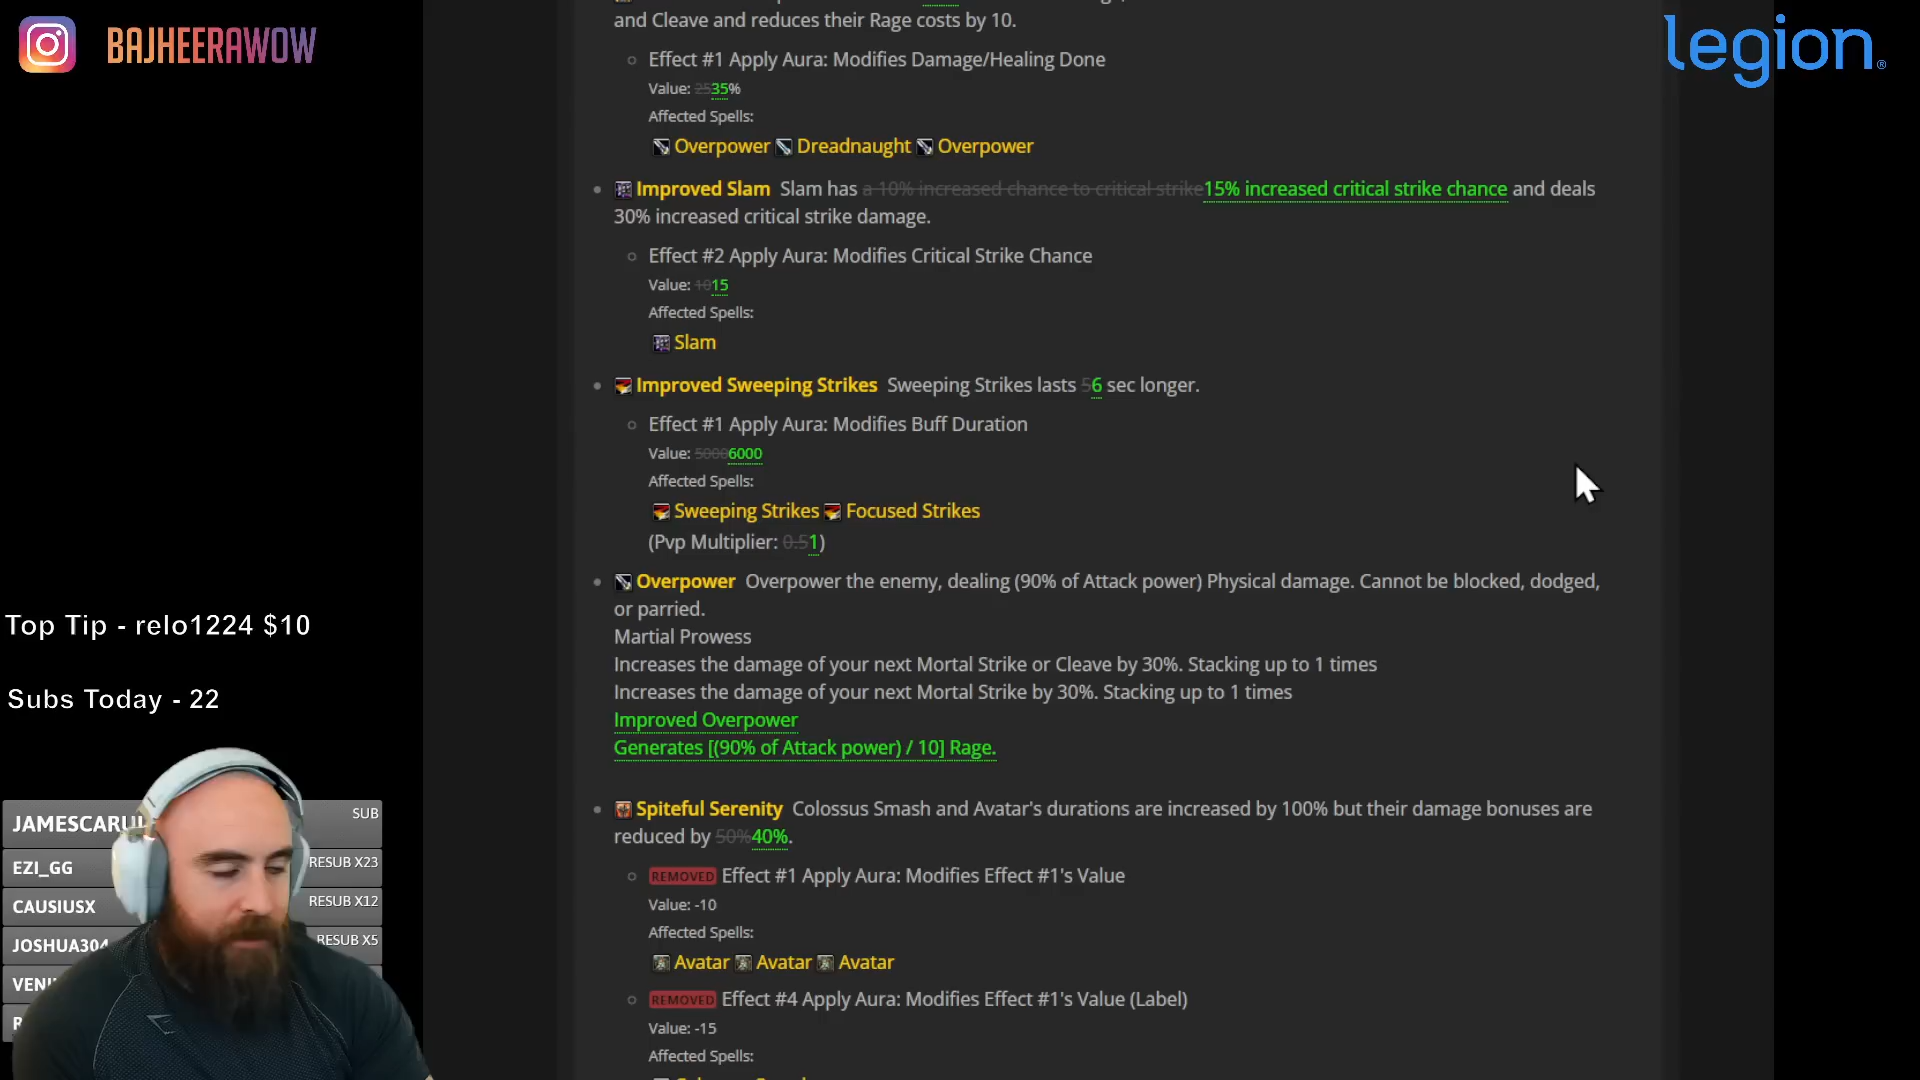 BAJHEERAWOW
legion
and Cleave and reduces their Rage costs by 10.
Effect #1 Apply Aura: Modifies Damage/Healing Done
Value: 2535%
Affected Spells:
Overpower Dreadnaught Overpower
Improved Slam Slam has a 10% increased chance to critical strike15% increased critical strike chance and deals
30% increased critical strike damage.
Effect #2 Apply Aura: Modifies Critical Strike Chance
Value: 1015
Affected Spells:
Slam
Improved Sweeping Strikes Sweeping Strikes lasts 56 sec longer.
Effect #1 Apply Aura: Modifies Buff Duration
Value: 50006000
Affected Spells:
Sweeping Strikes Focused Strikes
(Pvp Multiplier: 0.51)
Overpower Overpower the enemy, dealing (90% of Attack power) Physical damage. Cannot be blocked, dodged,
or parried.
Martial Prowess
Increases the damage of your next Mortal Strike or Cleave by 30%. Stacking up to 1 times
Increases the damage of your next Mortal Strike by 30%. Stacking up to 1 times
Improved Overpower
Generates [(90% of Attack power) / 10] Rage.
Spiteful Serenity Colossus Smash and Avatar's durations are increased by 100% but their damage bonuses are
reduced by 50%40%.
REMOVED Effect #1 Apply Aura: Modifies Effect #1's Value
Value: -10
Affected Spells:
Avatar Avatar Avatar
REMOVED Effect #4 Apply Aura: Modifies Effect #1's Value (Label)
Value: -15
Affected Spells:
Top Tip - relo1224 $10
Subs Today - 22
JAMESCARUL SUB
EZI_GG RESUB X23
CAUSIUSX RESUB X12
JOSHUA304 RESUB X5